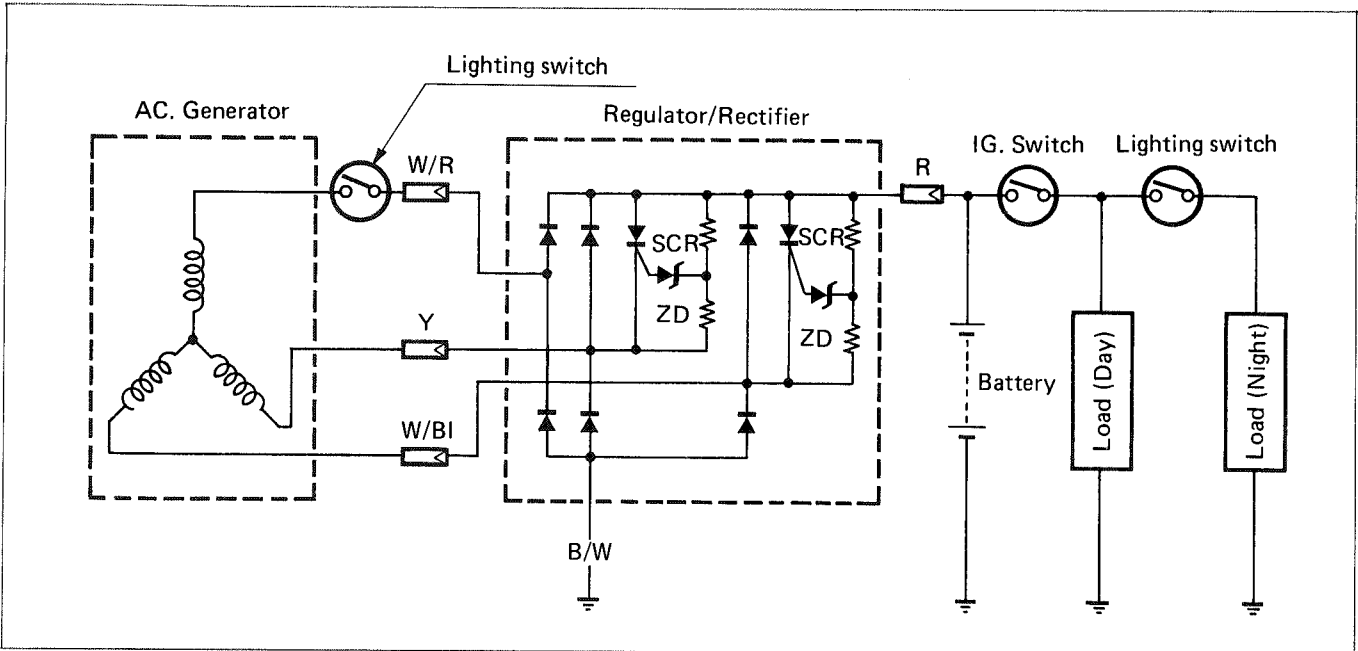 Lighting switch
AC. Generator
Regulator/Rectifier
IG. Switch
Lighting switch
W/R
R
SCR
SCR
ZD
ZD
Y
W/Bl
Battery
Load (Day)
Load (Night)
B/W